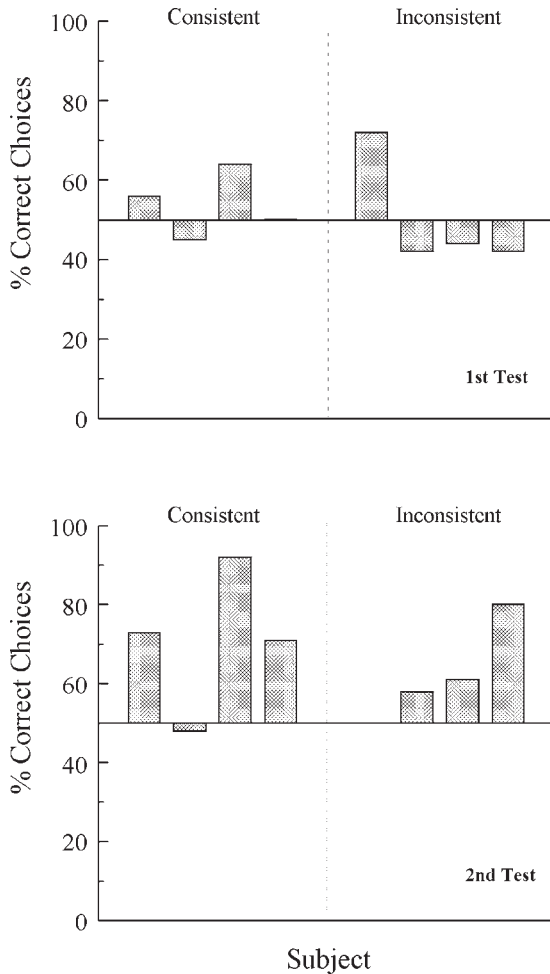 Consistent Inconsistent
100
80
60
40
20
0
% Correct Choices
1st Test
Consistent Inconsistent
100
80
60
40
20
0
% Correct Choices
2nd Test
Subject